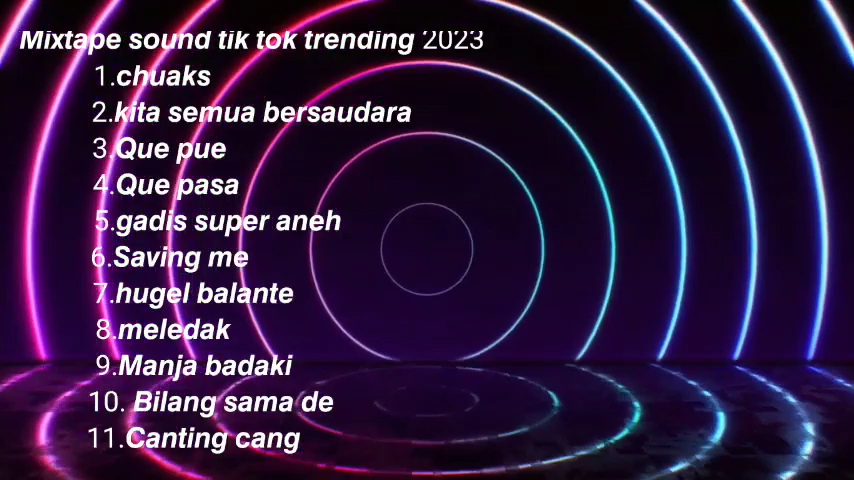 Mixtape sound tik tok trending 2023
1.chuaks
2.kita semua bersaudara
3.Que pue
4.Que pasa
5.gadis super aneh
6.Saving me
7.hugel balante
8.meledak
9.Manja badaki
10. Bilang sama de
11.Canting cang